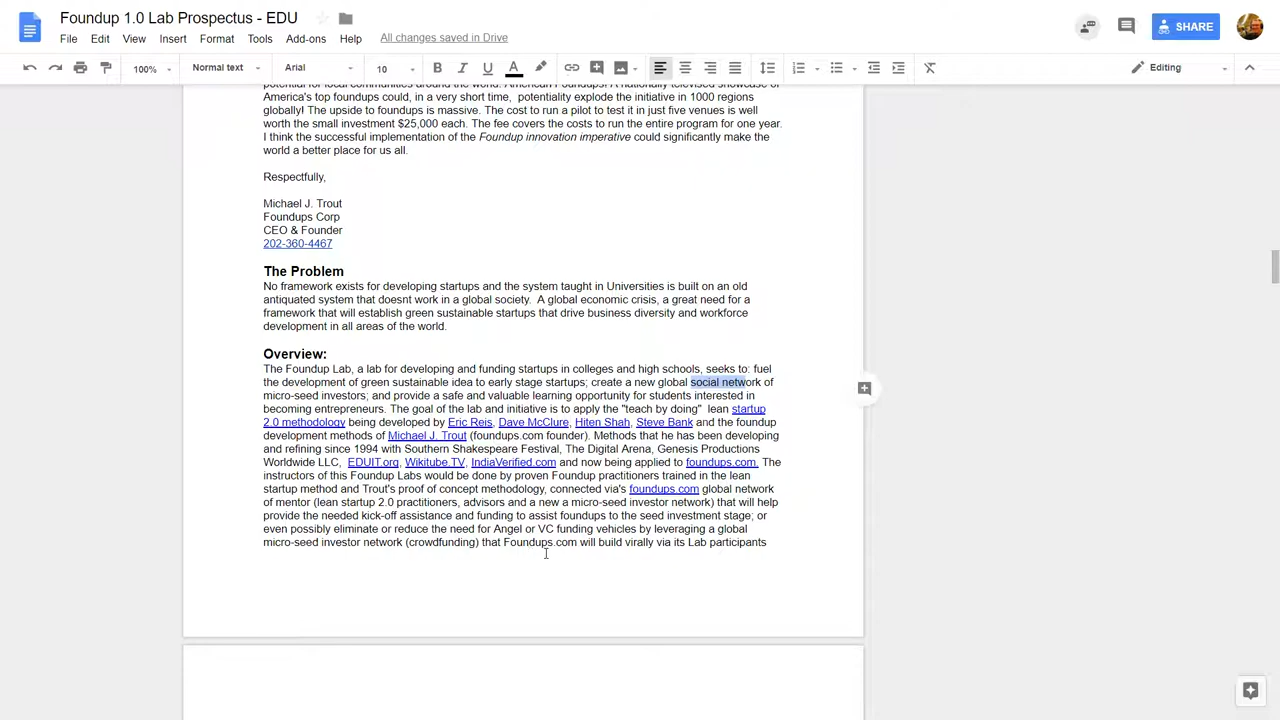 Foundup 1.0 Lab Prospectus - EDU
File Edit View Insert Format Tools Add-ons Help All changes saved in Drive
SHARE
100% Normal text Arial 10 B I U A Editing
America's top foundups could, in a very short time, potentiality explode the initiative in 1000 regions
globally! The upside to foundups is massive. The cost to run a pilot to test it in just five venues is well
worth the small investment $25,000 each. The fee covers the costs to run the entire program for one year.
I think the successful implementation of the Foundup innovation imperative could significantly make the
world a better place for us all.
Respectfully,
Michael J. Trout
Foundups Corp
CEO & Founder
202-360-4467
The Problem
No framework exists for developing startups and the system taught in Universities is built on an old
antiquated system that doesnt work in a global society. A global economic crisis, a great need for a
framework that will establish green sustainable startups that drive business diversity and workforce
development in all areas of the world.
Overview:
The Foundup Lab, a lab for developing and funding startups in colleges and high schools, seeks to: fuel
the development of green sustainable idea to early stage startups; create a new global social network of
micro-seed investors; and provide a safe and valuable learning opportunity for students interested in
becoming entrepreneurs. The goal of the lab and initiative is to apply the "teach by doing" lean startup
2.0 methodology being developed by Eric Reis, Dave McClure, Hiten Shah, Steve Bank and the foundup
development methods of Michael J. Trout (foundups.com founder). Methods that he has been developing
and refining since 1994 with Southern Shakespeare Festival, The Digital Arena, Genesis Productions
Worldwide LLC, EDUIT.org, Wikitube.TV, IndiaVerified.com and now being applied to foundups.com. The
instructors of this Foundup Labs would be done by proven Foundup practitioners trained in the lean
startup method and Trout's proof of concept methodology, connected via's foundups.com global network
of mentor (lean startup 2.0 practitioners, advisors and a new a micro-seed investor network) that will help
provide the needed kick-off assistance and funding to assist foundups to the seed investment stage; or
even possibly eliminate or reduce the need for Angel or VC funding vehicles by leveraging a global
micro-seed investor network (crowdfunding) that Foundups.com will build virally via its Lab participants